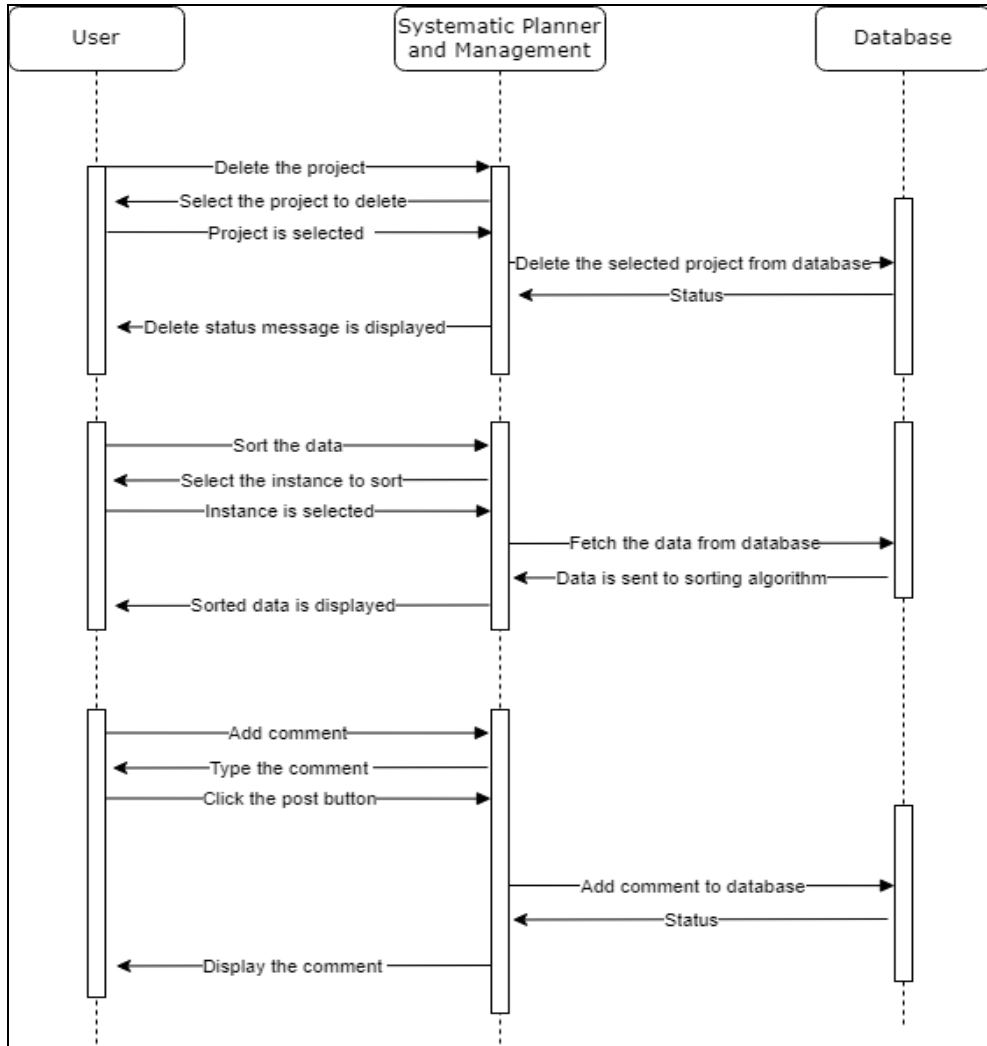 User
Systematic Planner
and Management
Database
Delete the project
Select the project to delete
Project is selected
Delete the selected project from database
Status
Delete status message is displayed
Sort the data
Select the instance to sort
Instance is selected
Fetch the data from database
Data is sent to sorting algorithm
Sorted data is displayed
Add comment
Type the comment
Click the post button
Add comment to database
Status
Display the comment